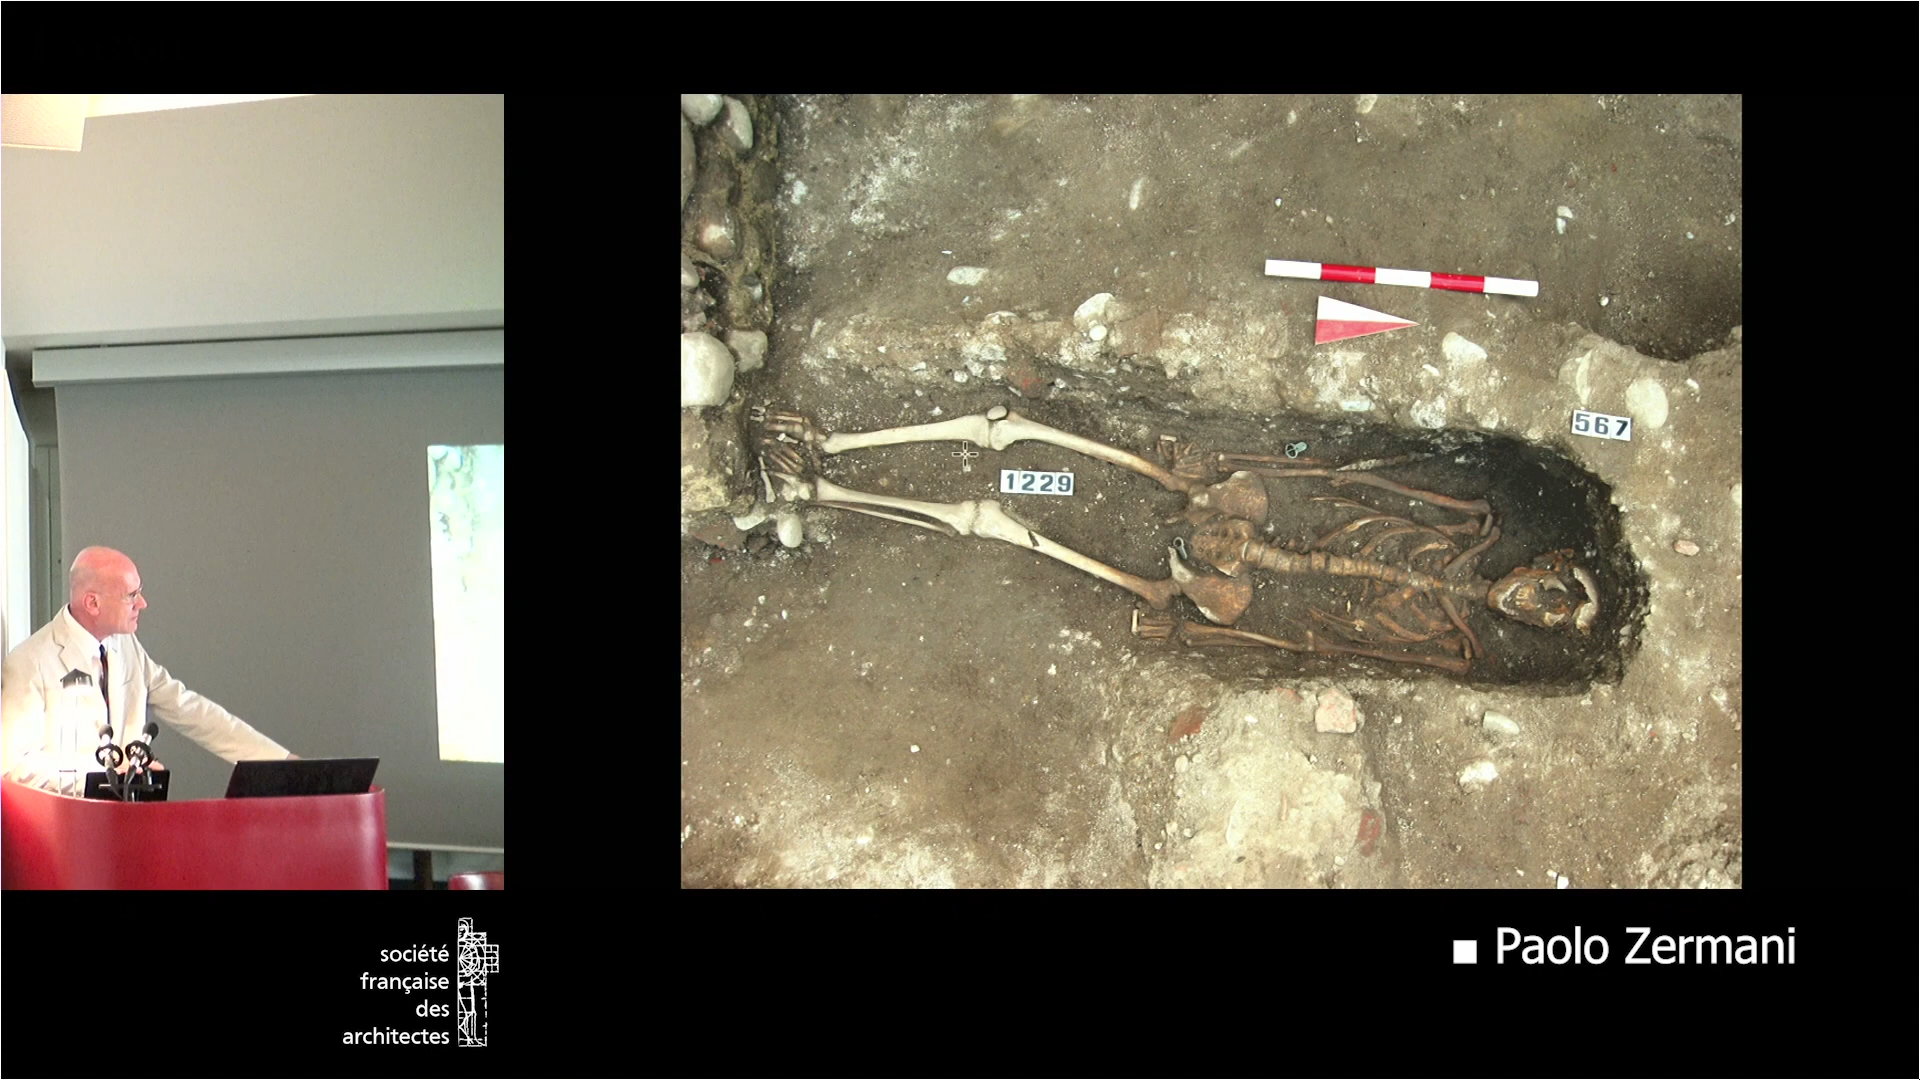 567
1229
société
française
des
architectes
Paolo Zermani